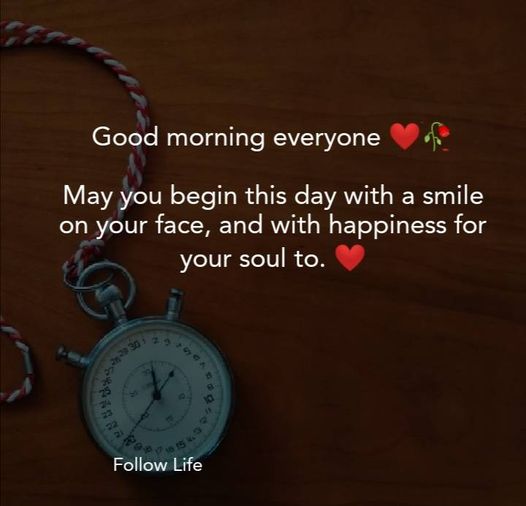 Good morning everyone ❤️🥀
May you begin this day with a smile
on your face, and with happiness for
your soul to. ❤️
Follow Life